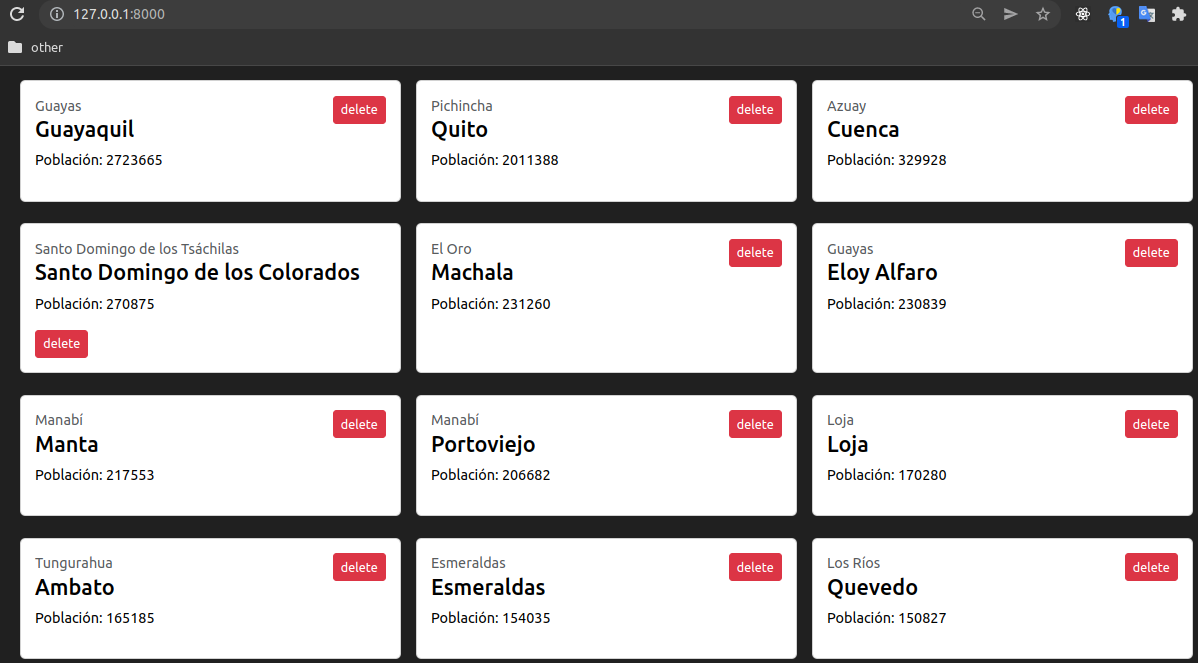 127.0.0.1:8000
1
G
other
Guayas
delete
Guayaquil
Población: 2723665
Pichincha
delete
Quito
Población: 2011388
Azuay
delete
Cuenca
Población: 329928
Santo Domingo de los Tsáchilas
Santo Domingo de los Colorados
Población: 270875
delete
El Oro
delete
Machala
Población: 231260
Guayas
delete
Eloy Alfaro
Población: 230839
Manabí
delete
Manta
Población: 217553
Manabí
delete
Portoviejo
Población: 206682
Loja
delete
Loja
Población: 170280
Tungurahua
delete
Ambato
Población: 165185
Esmeraldas
delete
Esmeraldas
Población: 154035
Los Ríos
delete
Quevedo
Población: 150827